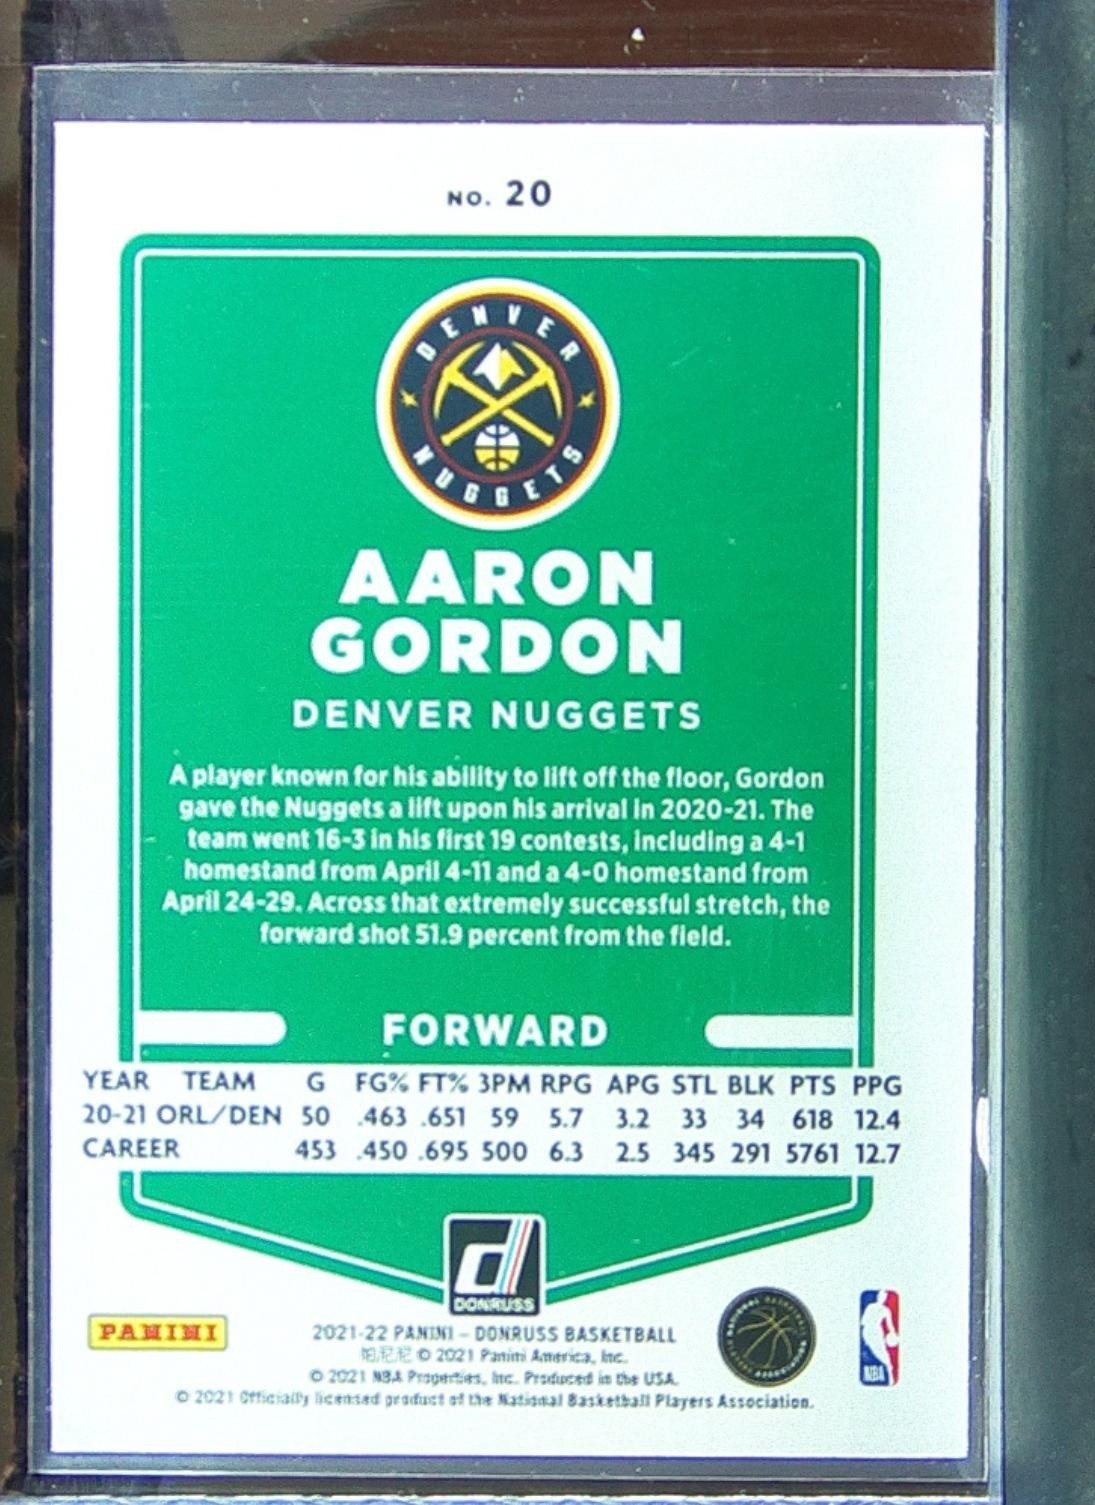 NO. 20
DENVER
NUGGETS
AARON
GORDON
DENVER NUGGETS
A player known for his ability to lift off the floor, Gordon
gave the Nuggets a lift upon his arrival in 2020-21. The
team went 16-3 in his first 19 contests, including a 4-1
homestand from April 4-11 and a 4-0 homestand from
April 24-29. Across that extremely successful stretch, the
forward shot 51.9 percent from the field.
FORWARD
YEAR TEAM G FG% FT% 3PM RPG APG STL BLK PTS PPG
20-21 ORL/DEN 50 .463 .651 59 5.7 3.2 33 34 618 12.4
CAREER 453 .450 .695 500 6.3 2.5 345 291 5761 12.7
d
DONRUSS
PANINI
2021-22 PANINI – DONRUSS BASKETBALL
帕尼尼 © 2021 Panini America, Inc.
© 2021 NBA Properties, Inc. Produced in the USA.
© 2021 Officially licensed product of the National Basketball Players Association.
NATIONAL BASKETBALL
PLAYERS ASSOCIATION
NBA